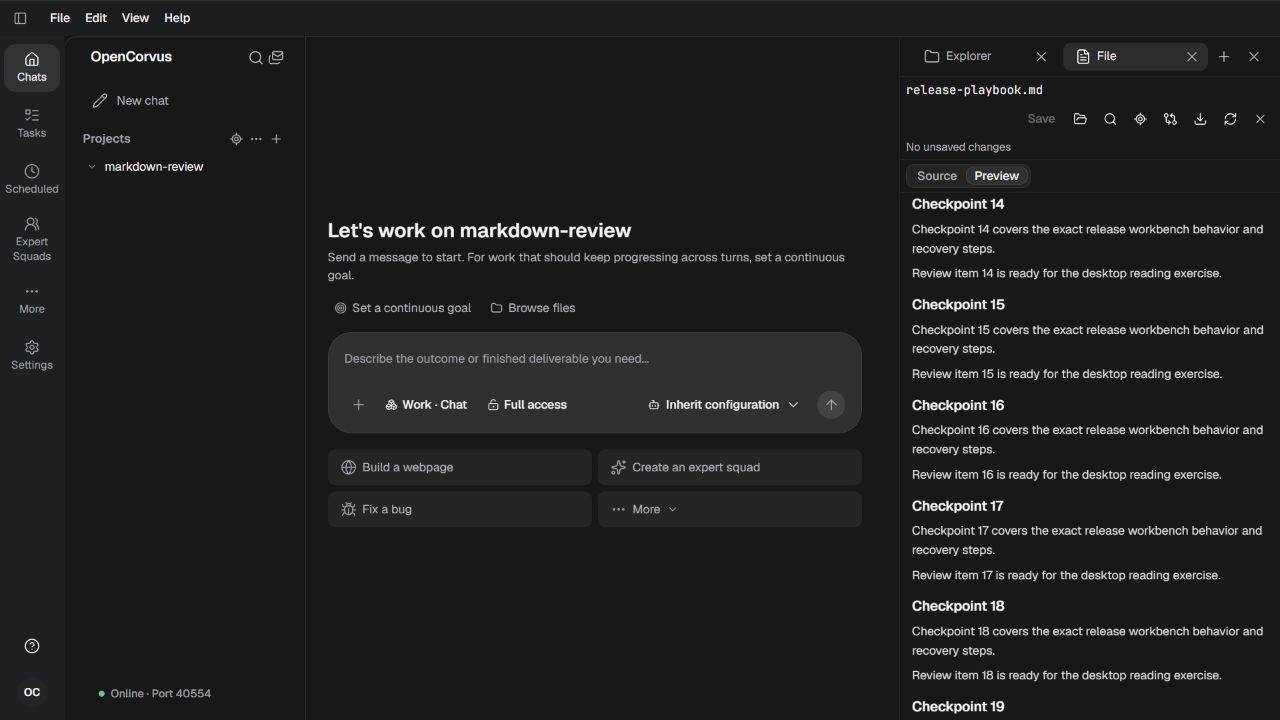 File Edit View Help
Chats
Tasks
Scheduled
Expert
Squads
More
Settings
OC
OpenCorvus
New chat
Projects
markdown-review
Online · Port 40554
Let's work on markdown-review
Send a message to start. For work that should keep progressing across turns, set a continuous
goal.
Set a continuous goal Browse files
Describe the outcome or finished deliverable you need...
Work · Chat Full access Inherit configuration
Build a webpage Create an expert squad
Fix a bug More
Explorer File
release-playbook.md
Save
No unsaved changes
Source Preview
Checkpoint 14
Checkpoint 14 covers the exact release workbench behavior and
recovery steps.
Review item 14 is ready for the desktop reading exercise.
Checkpoint 15
Checkpoint 15 covers the exact release workbench behavior and
recovery steps.
Review item 15 is ready for the desktop reading exercise.
Checkpoint 16
Checkpoint 16 covers the exact release workbench behavior and
recovery steps.
Review item 16 is ready for the desktop reading exercise.
Checkpoint 17
Checkpoint 17 covers the exact release workbench behavior and
recovery steps.
Review item 17 is ready for the desktop reading exercise.
Checkpoint 18
Checkpoint 18 covers the exact release workbench behavior and
recovery steps.
Review item 18 is ready for the desktop reading exercise.
Checkpoint 19